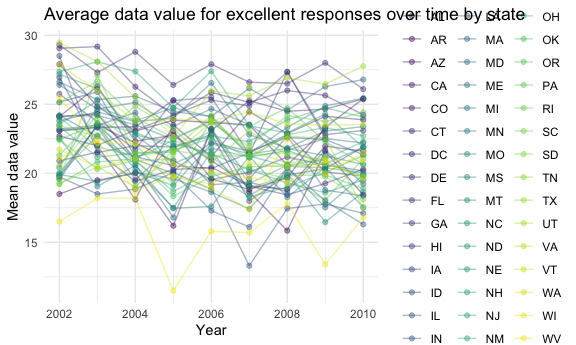 Average data value for excellent responses over time by state
Mean data value
30
25
20
15
2002
2004
2006
2008
2010
Year
AL
LA
OH
AR
MA
OK
AZ
MD
OR
CA
ME
PA
CO
MI
RI
CT
MN
SC
DC
MO
SD
DE
MS
TN
FL
MT
TX
GA
NC
UT
HI
ND
VA
IA
NE
VT
ID
NH
WA
IL
NJ
WI
IN
NM
WV